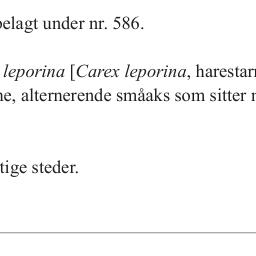 belagt under nr. 586.
leporina [Carex leporina, harestarr
ne, alternerende småaks som sitter
tige steder.